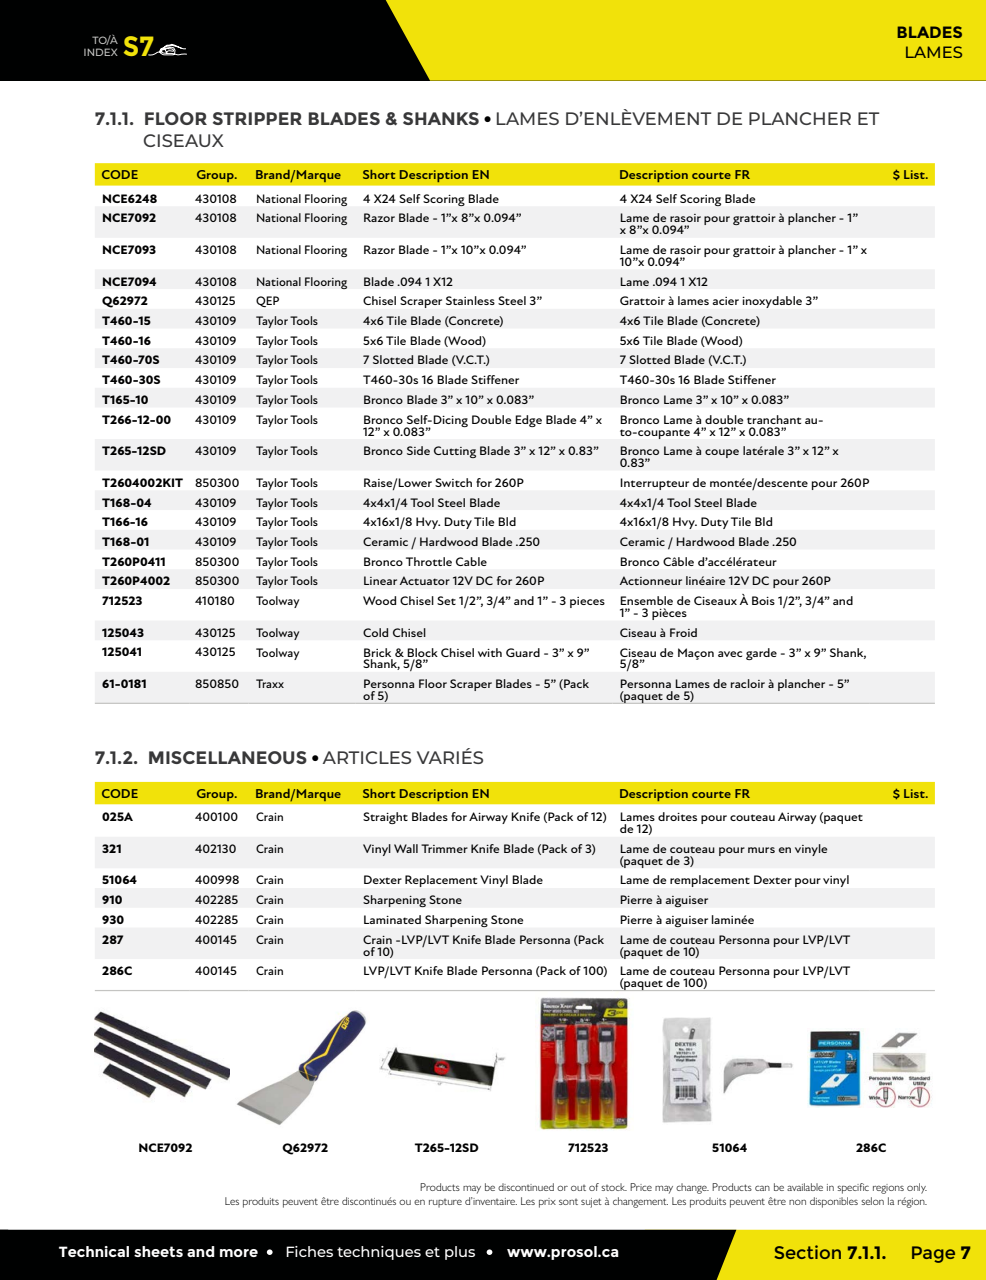 TO/À
INDEX S7
BLADES
LAMES
7.1.1. FLOOR STRIPPER BLADES & SHANKS • LAMES D’ENLÈVEMENT DE PLANCHER ET
CISEAUX
CODE Group. Brand/Marque Short Description EN Description courte FR $ List.
NCE6248 430108 National Flooring 4 X24 Self Scoring Blade 4 X24 Self Scoring Blade
NCE7092 430108 National Flooring Razor Blade - 1”x 8”x 0.094” Lame de rasoir pour grattoir à plancher - 1”
x 8”x 0.094”
NCE7093 430108 National Flooring Razor Blade - 1”x 10”x 0.094” Lame de rasoir pour grattoir à plancher - 1” x
10”x 0.094”
NCE7094 430108 National Flooring Blade .094 1 X12 Lame .094 1 X12
Q62972 430125 QEP Chisel Scraper Stainless Steel 3” Grattoir à lames acier inoxydable 3”
T460-15 430109 Taylor Tools 4x6 Tile Blade (Concrete) 4x6 Tile Blade (Concrete)
T460-16 430109 Taylor Tools 5x6 Tile Blade (Wood) 5x6 Tile Blade (Wood)
T460-70S 430109 Taylor Tools 7 Slotted Blade (V.C.T.) 7 Slotted Blade (V.C.T.)
T460-30S 430109 Taylor Tools T460-30s 16 Blade Stiffener T460-30s 16 Blade Stiffener
T165-10 430109 Taylor Tools Bronco Blade 3” x 10” x 0.083” Bronco Lame 3” x 10” x 0.083”
T266-12-00 430109 Taylor Tools Bronco Self-Dicing Double Edge Blade 4” x Bronco Lame à double tranchant au-
12” x 0.083” to-coupante 4” x 12” x 0.083”
T265-12SD 430109 Taylor Tools Bronco Side Cutting Blade 3” x 12” x 0.83” Bronco Lame à coupe latérale 3” x 12” x
0.83”
T2604002KIT 850300 Taylor Tools Raise/Lower Switch for 260P Interrupteur de montée/descente pour 260P
T168-04 430109 Taylor Tools 4x4x1/4 Tool Steel Blade 4x4x1/4 Tool Steel Blade
T166-16 430109 Taylor Tools 4x16x1/8 Hvy. Duty Tile Bld 4x16x1/8 Hvy. Duty Tile Bld
T168-01 430109 Taylor Tools Ceramic / Hardwood Blade .250 Ceramic / Hardwood Blade .250
T260P0411 850300 Taylor Tools Bronco Throttle Cable Bronco Câble d’accélérateur
T260P4002 850300 Taylor Tools Linear Actuator 12V DC for 260P Actionneur linéaire 12V DC pour 260P
712523 410180 Toolway Wood Chisel Set 1/2”, 3/4” and 1” - 3 pieces Ensemble de Ciseaux À Bois 1/2”, 3/4” and
1” - 3 pièces
125043 430125 Toolway Cold Chisel Ciseau à Froid
125041 430125 Toolway Brick & Block Chisel with Guard - 3” x 9” Ciseau de Maçon avec garde - 3” x 9” Shank,
Shank, 5/8” 5/8”
61-0181 850850 Traxx Personna Floor Scraper Blades - 5” (Pack Personna Lames de racloir à plancher - 5”
of 5) (paquet de 5)
7.1.2. MISCELLANEOUS • ARTICLES VARIÉS
CODE Group. Brand/Marque Short Description EN Description courte FR $ List.
025A 400100 Crain Straight Blades for Airway Knife (Pack of 12) Lames droites pour couteau Airway (paquet
de 12)
321 402130 Crain Vinyl Wall Trimmer Knife Blade (Pack of 3) Lame de couteau pour murs en vinyle
(paquet de 3)
51064 400998 Crain Dexter Replacement Vinyl Blade Lame de remplacement Dexter pour vinyl
910 402285 Crain Sharpening Stone Pierre à aiguiser
930 402285 Crain Laminated Sharpening Stone Pierre à aiguiser laminée
287 400145 Crain Crain -LVP/LVT Knife Blade Personna (Pack Lame de couteau Personna pour LVP/LVT
of 10) (paquet de 10)
286C 400145 Crain LVP/LVT Knife Blade Personna (Pack of 100) Lame de couteau Personna pour LVP/LVT
(paquet de 100)
QEP
3
DEXTER
Replacement
Vinyl Blade
PERSONNA
Personna Wide Standard
Bevel Utility
Wide Narrow
NCE7092 Q62972 T265-12SD 712523 51064 286C
Products may be discontinued or out of stock. Price may change. Products can be available in specific regions only.
Les produits peuvent être discontinués ou en rupture d’inventaire. Les prix sont sujet à changement. Les produits peuvent être non disponibles selon la région.
Technical sheets and more • Fiches techniques et plus • www.prosol.ca
Section 7.1.1. Page 7